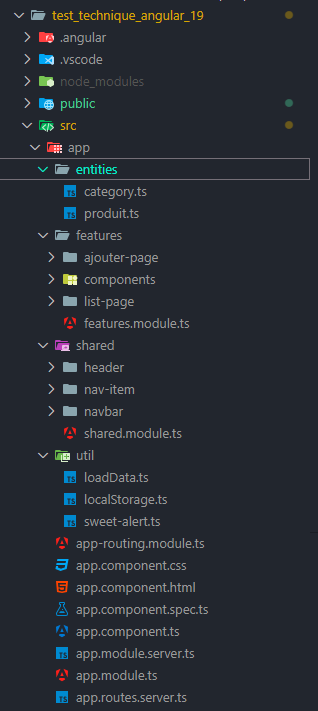 test_technique_angular_19
.angular
.vscode
node_modules
public
src
app
entities
category.ts
produit.ts
features
ajouter-page
components
list-page
features.module.ts
shared
header
nav-item
navbar
shared.module.ts
util
loadData.ts
localStorage.ts
sweet-alert.ts
app-routing.module.ts
app.component.css
app.component.html
app.component.spec.ts
app.component.ts
app.module.server.ts
app.module.ts
app.routes.server.ts